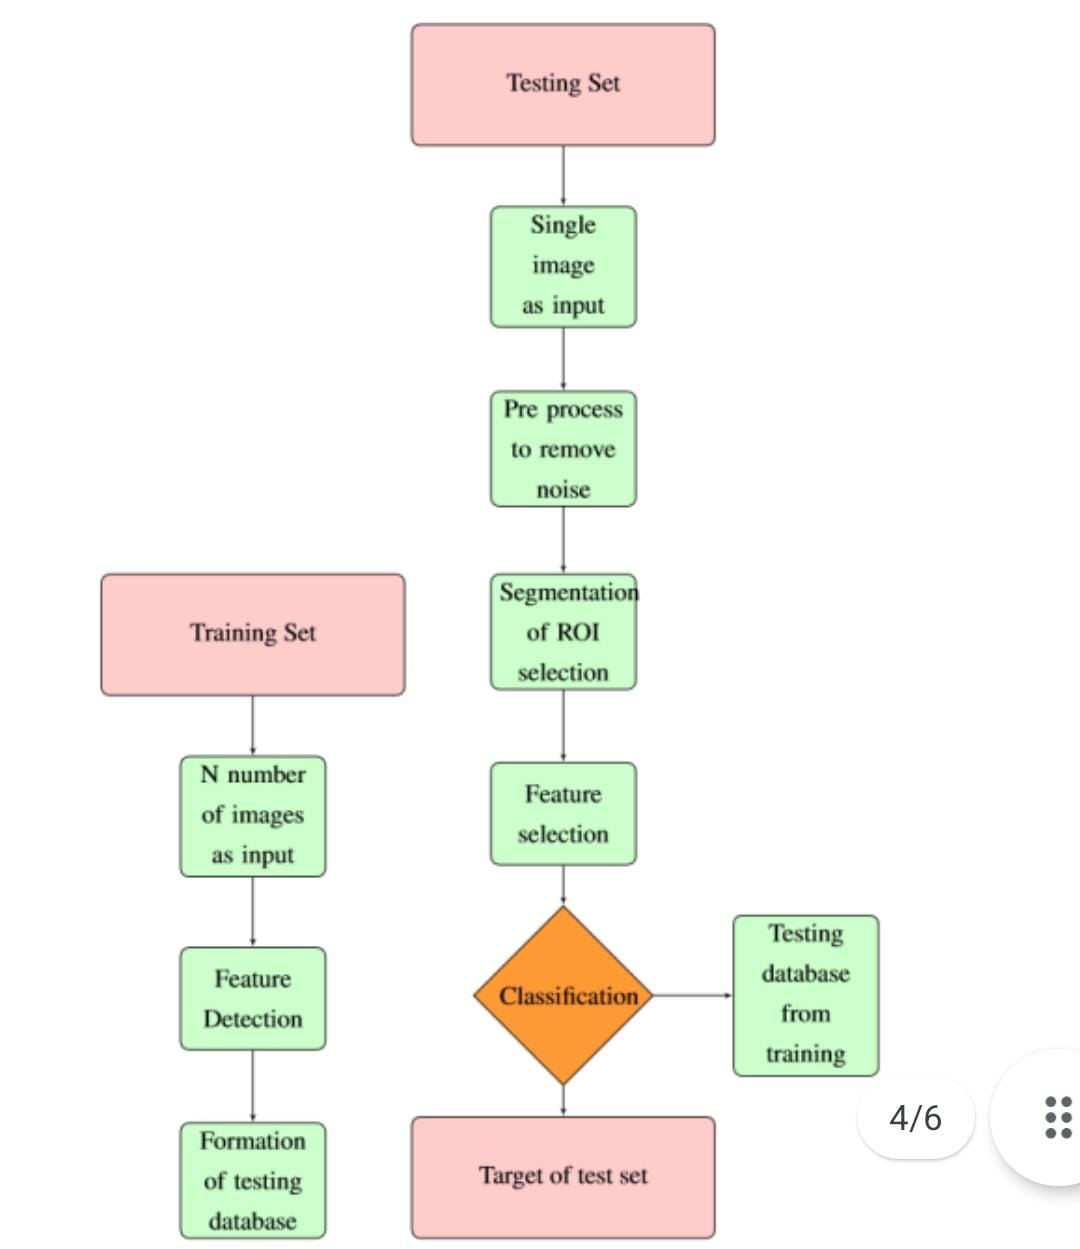 Testing Set
Single
image
as input
Pre process
to remove
noise
Segmentation
of ROI
selection
Feature
selection
Classification
Testing
database
from
training
Target of test set
Training Set
N number
of images
as input
Feature
Detection
Formation
of testing
database
4/6